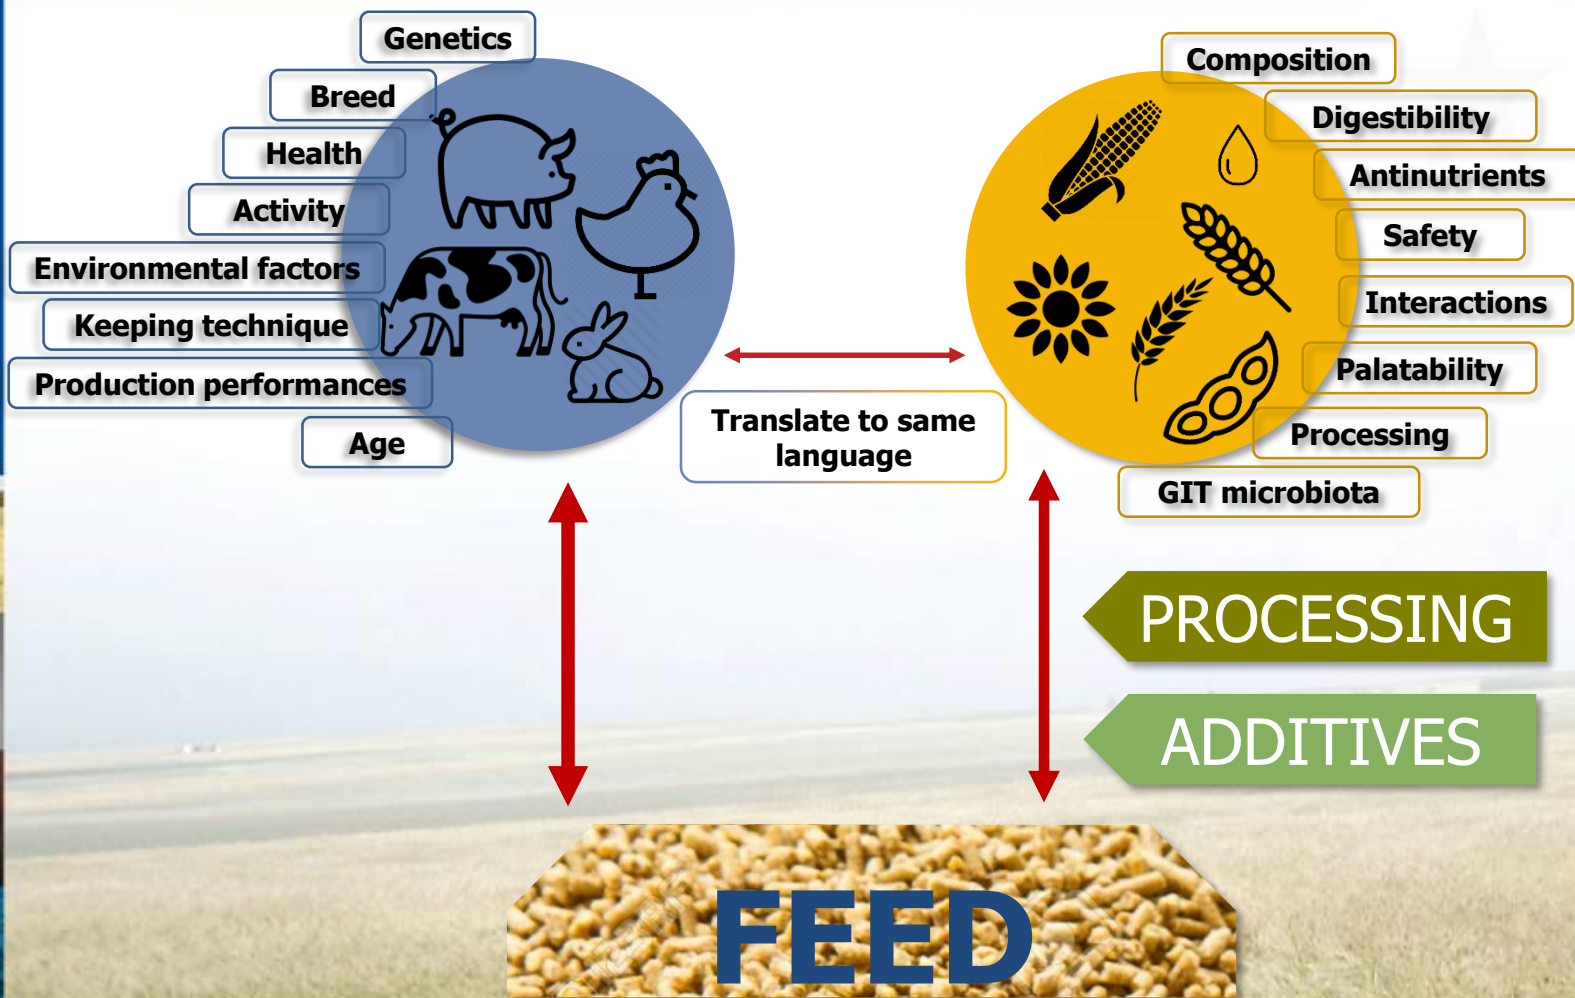 Genetics
Breed
Health
Activity
Environmental factors
Keeping technique
Production performances
Age
Translate to same
language
Composition
Digestibility
Antinutrients
Safety
Interactions
Palatability
Processing
GIT microbiota
PROCESSING
ADDITIVES
FEED